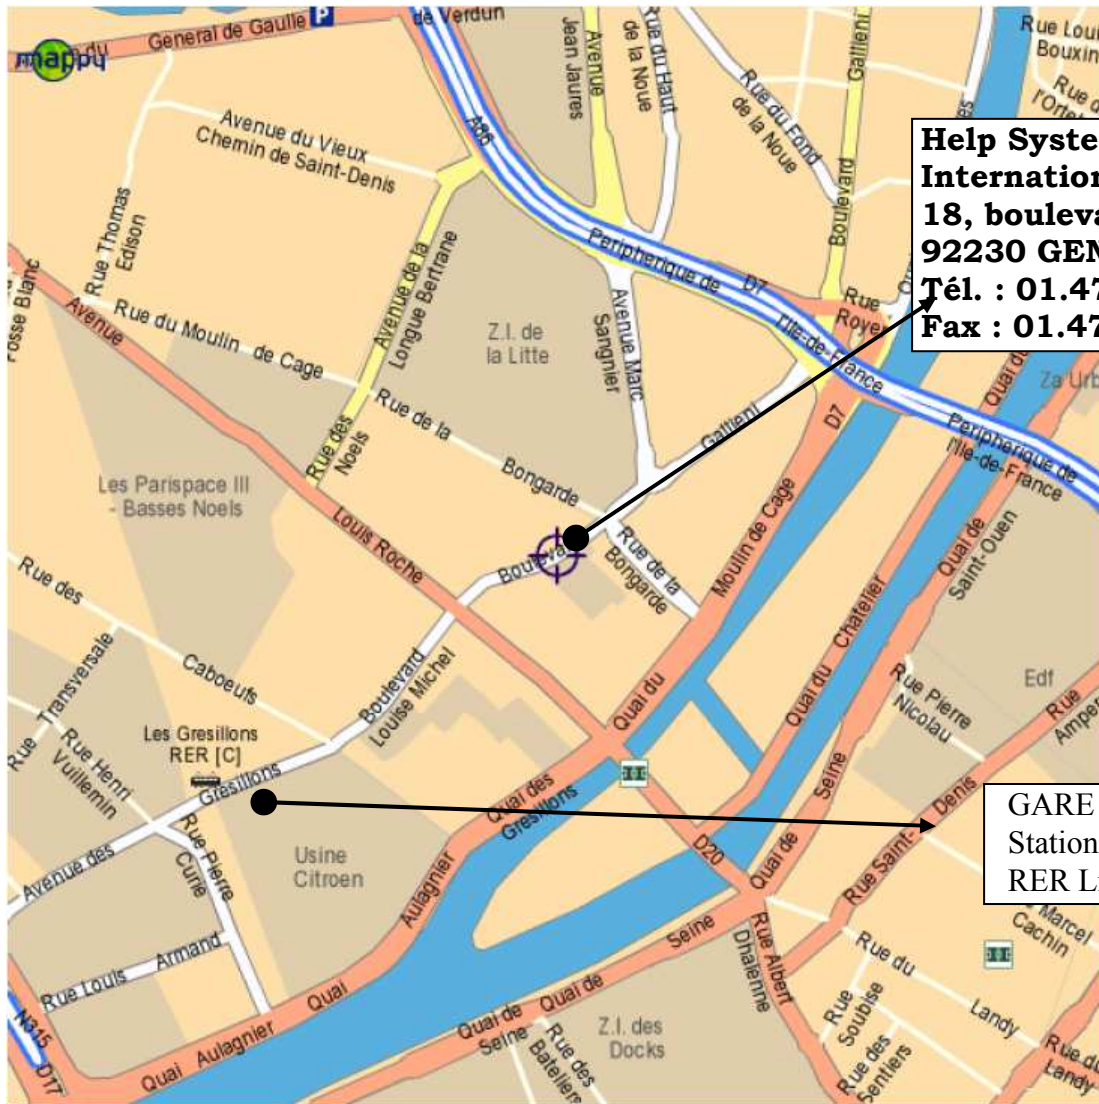 mappy
du
General de Gaulle
P
de Verdun
Avenue
Jean Jaures
Rue du Haut
de la Noue
Rue du Fond
de la Noue
Gallieni
Boulevard
Rue Loui
Bouxin
Rue d
l'Ortet
A86
Avenue du Vieux
Chemin de Saint-Denis
Rue Thomas
Edison
Fosse Blanc
Avenue
Rue du Moulin de Cage
Avenue de la
Longue Bertrane
Rue des
Noels
Z.I. de
la Litte
Peripherique de
l'Ile-de-France
D7
Rue
Royer
Avenue Marc
Sangnier
Help Syste
Internation
18, bouleva
92230 GEN
Tél. : 01.47
Fax : 01.47
Quai du
Za Urb
Gallieni
D7
Peripherique de
l'Ile-de-France
Rue de la
Bongarde
Les Parispace III
- Basses Noels
Louis Roche
Bouleva
Rue de la
Bongarde
Moulin de Cage
Quai du
Quai de
Saint-Ouen
Quai du Chatelier
Rue des
Caboeufs
Rue Transversale
Rue Henri
Vuillemin
Boulevard
Louise Michel
Les Gresillons
RER [C]
Avenue des Gresillons
Rue Pierre
Curie
Rue Pierre
Nicolau
Edf
Rue
Amper
Quai des
Gresillons
Seine
Quai de
D20
Rue Saint-Denis
GARE
Station
RER Li
Usine
Citroen
Aulagnier
Quai
Rue Louis Armand
N315
D17
Quai Aulagnier
Quai de
Seine
Quai de
Seine
Rue des
Bateliers
Z.I. des
Docks
Rue Albert
Dhalenne
Marcel
Cachin
Rue du
Landy
Rue
Soubise
Rue des
Sentiers
Rue du
Landy